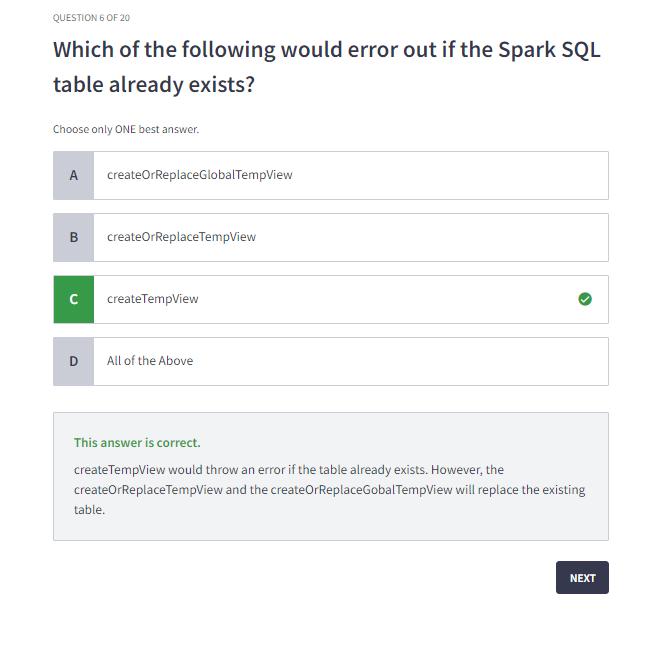 QUESTION 6 OF 20
Which of the following would error out if the Spark SQL
table already exists?
Choose only ONE best answer.
A createOrReplaceGlobalTempView
B createOrReplaceTempView
C createTempView
D All of the Above
This answer is correct.
createTempView would throw an error if the table already exists. However, the
createOrReplaceTempView and the createOrReplaceGobalTempView will replace the existing
table.
NEXT